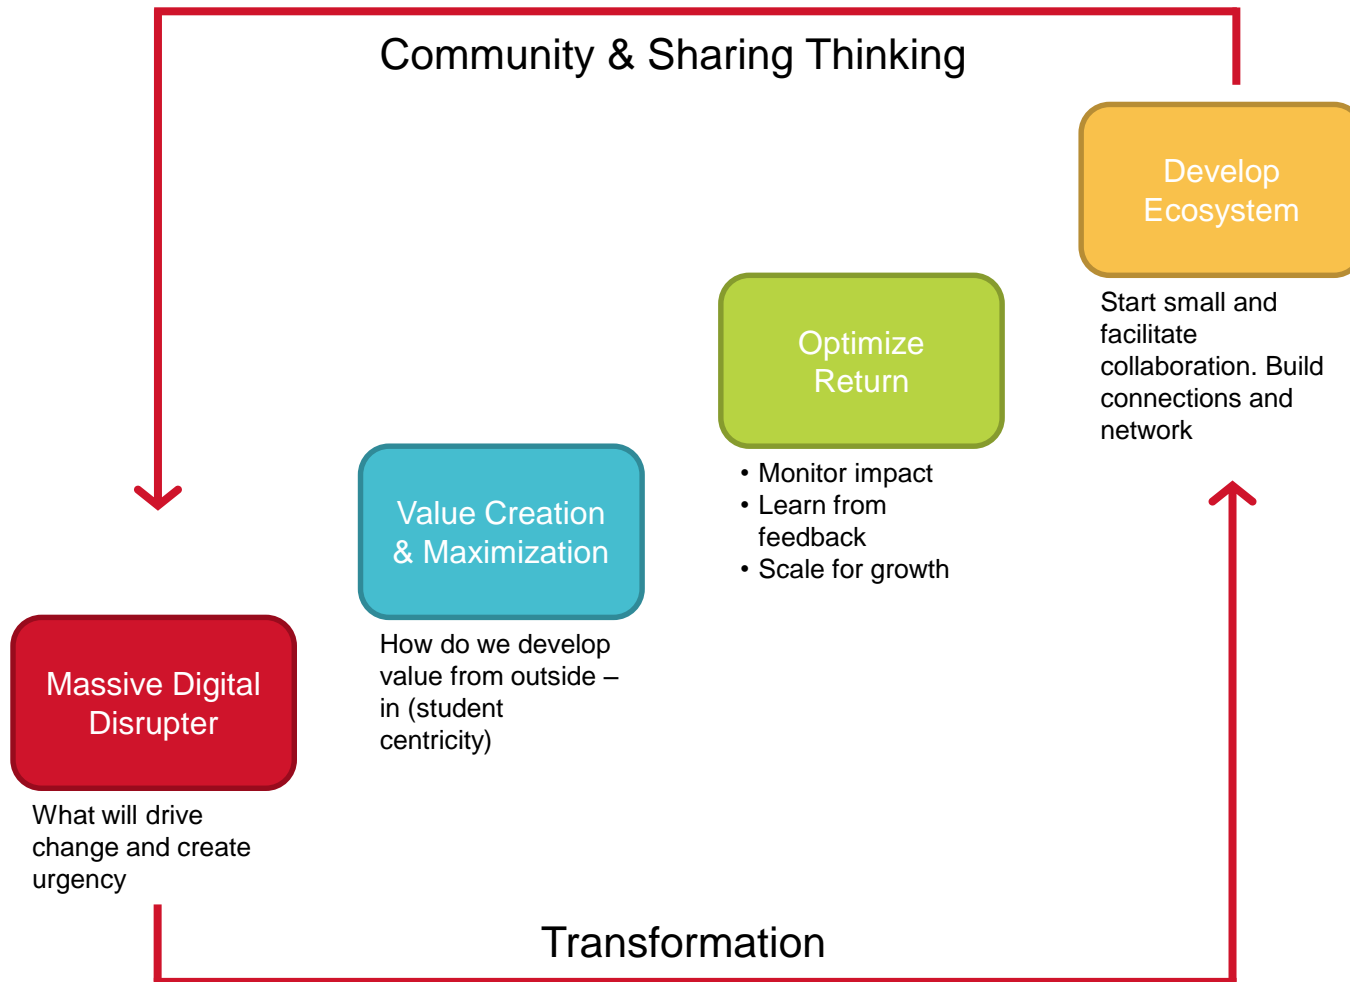 Community & Sharing Thinking
Develop
Ecosystem
Start small and
facilitate
collaboration. Build
connections and
network
Optimize
Return
• Monitor impact
• Learn from
feedback
• Scale for growth
Value Creation
& Maximization
How do we develop
value from outside –
in (student
centricity)
Massive Digital
Disrupter
What will drive
change and create
urgency
Transformation